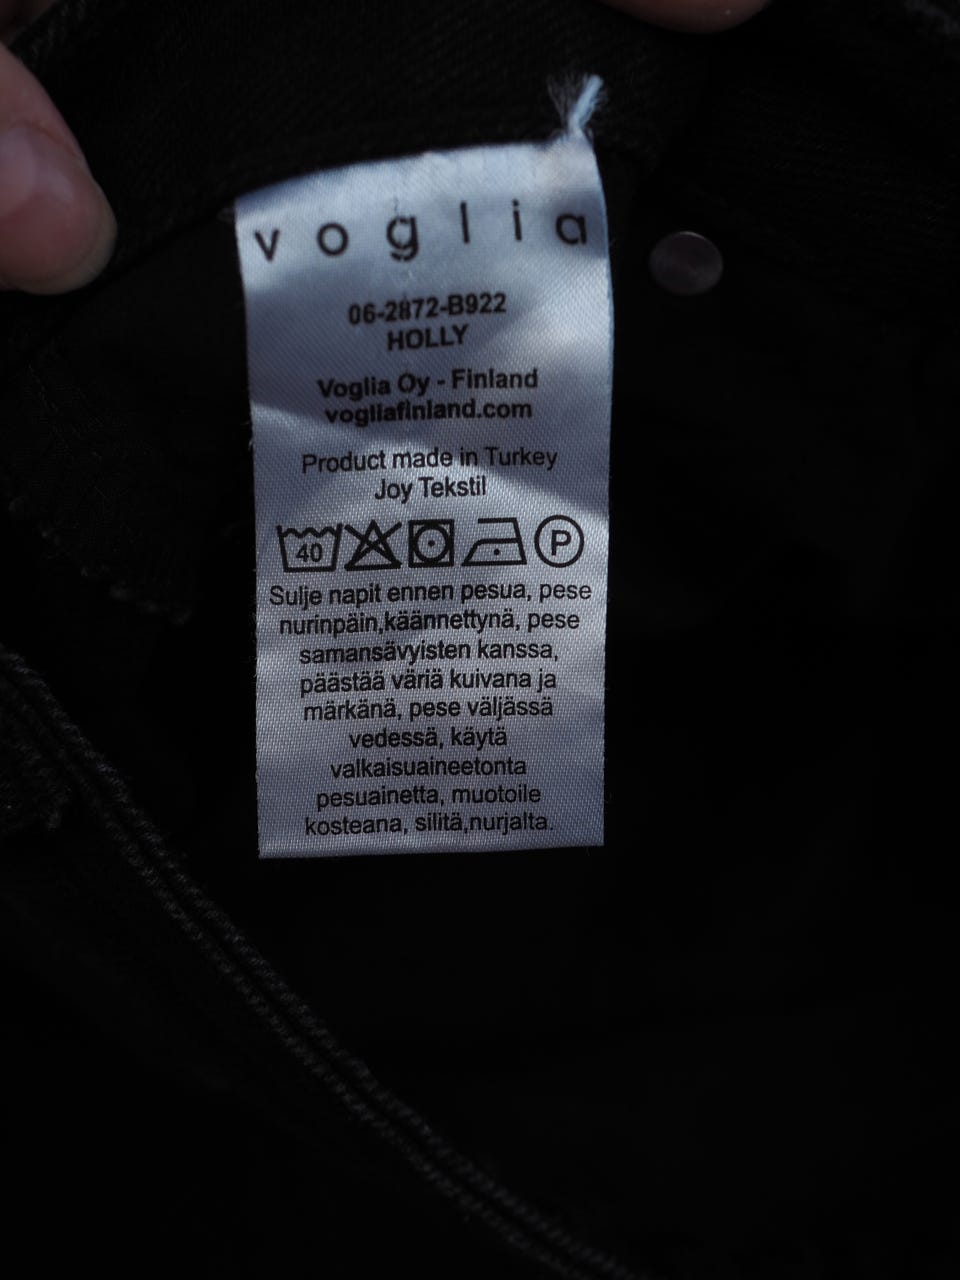 voglia
06-2872-B922
HOLLY
Voglia Oy - Finland
vogliafinland.com
Product made in Turkey
Joy Tekstil
40 P
Sulje napit ennen pesua, pese
nurinpäin,käännettynä, pese
samansävyisten kanssa,
päästää väriä kuivana ja
märkänä, pese väljässä
vedessä, käytä
valkaisuaineetonta
pesuainetta, muotoile
kosteana, silitä,nurjalta.